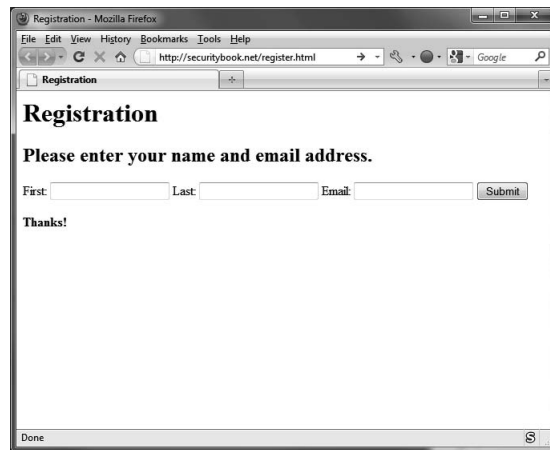 Registration - Mozilla Firefox
File Edit View History Bookmarks Tools Help
http://securitybook.net/register.html
Google
Registration
Registration
Please enter your name and email address.
First: Last: Email: Submit
Thanks!
Done